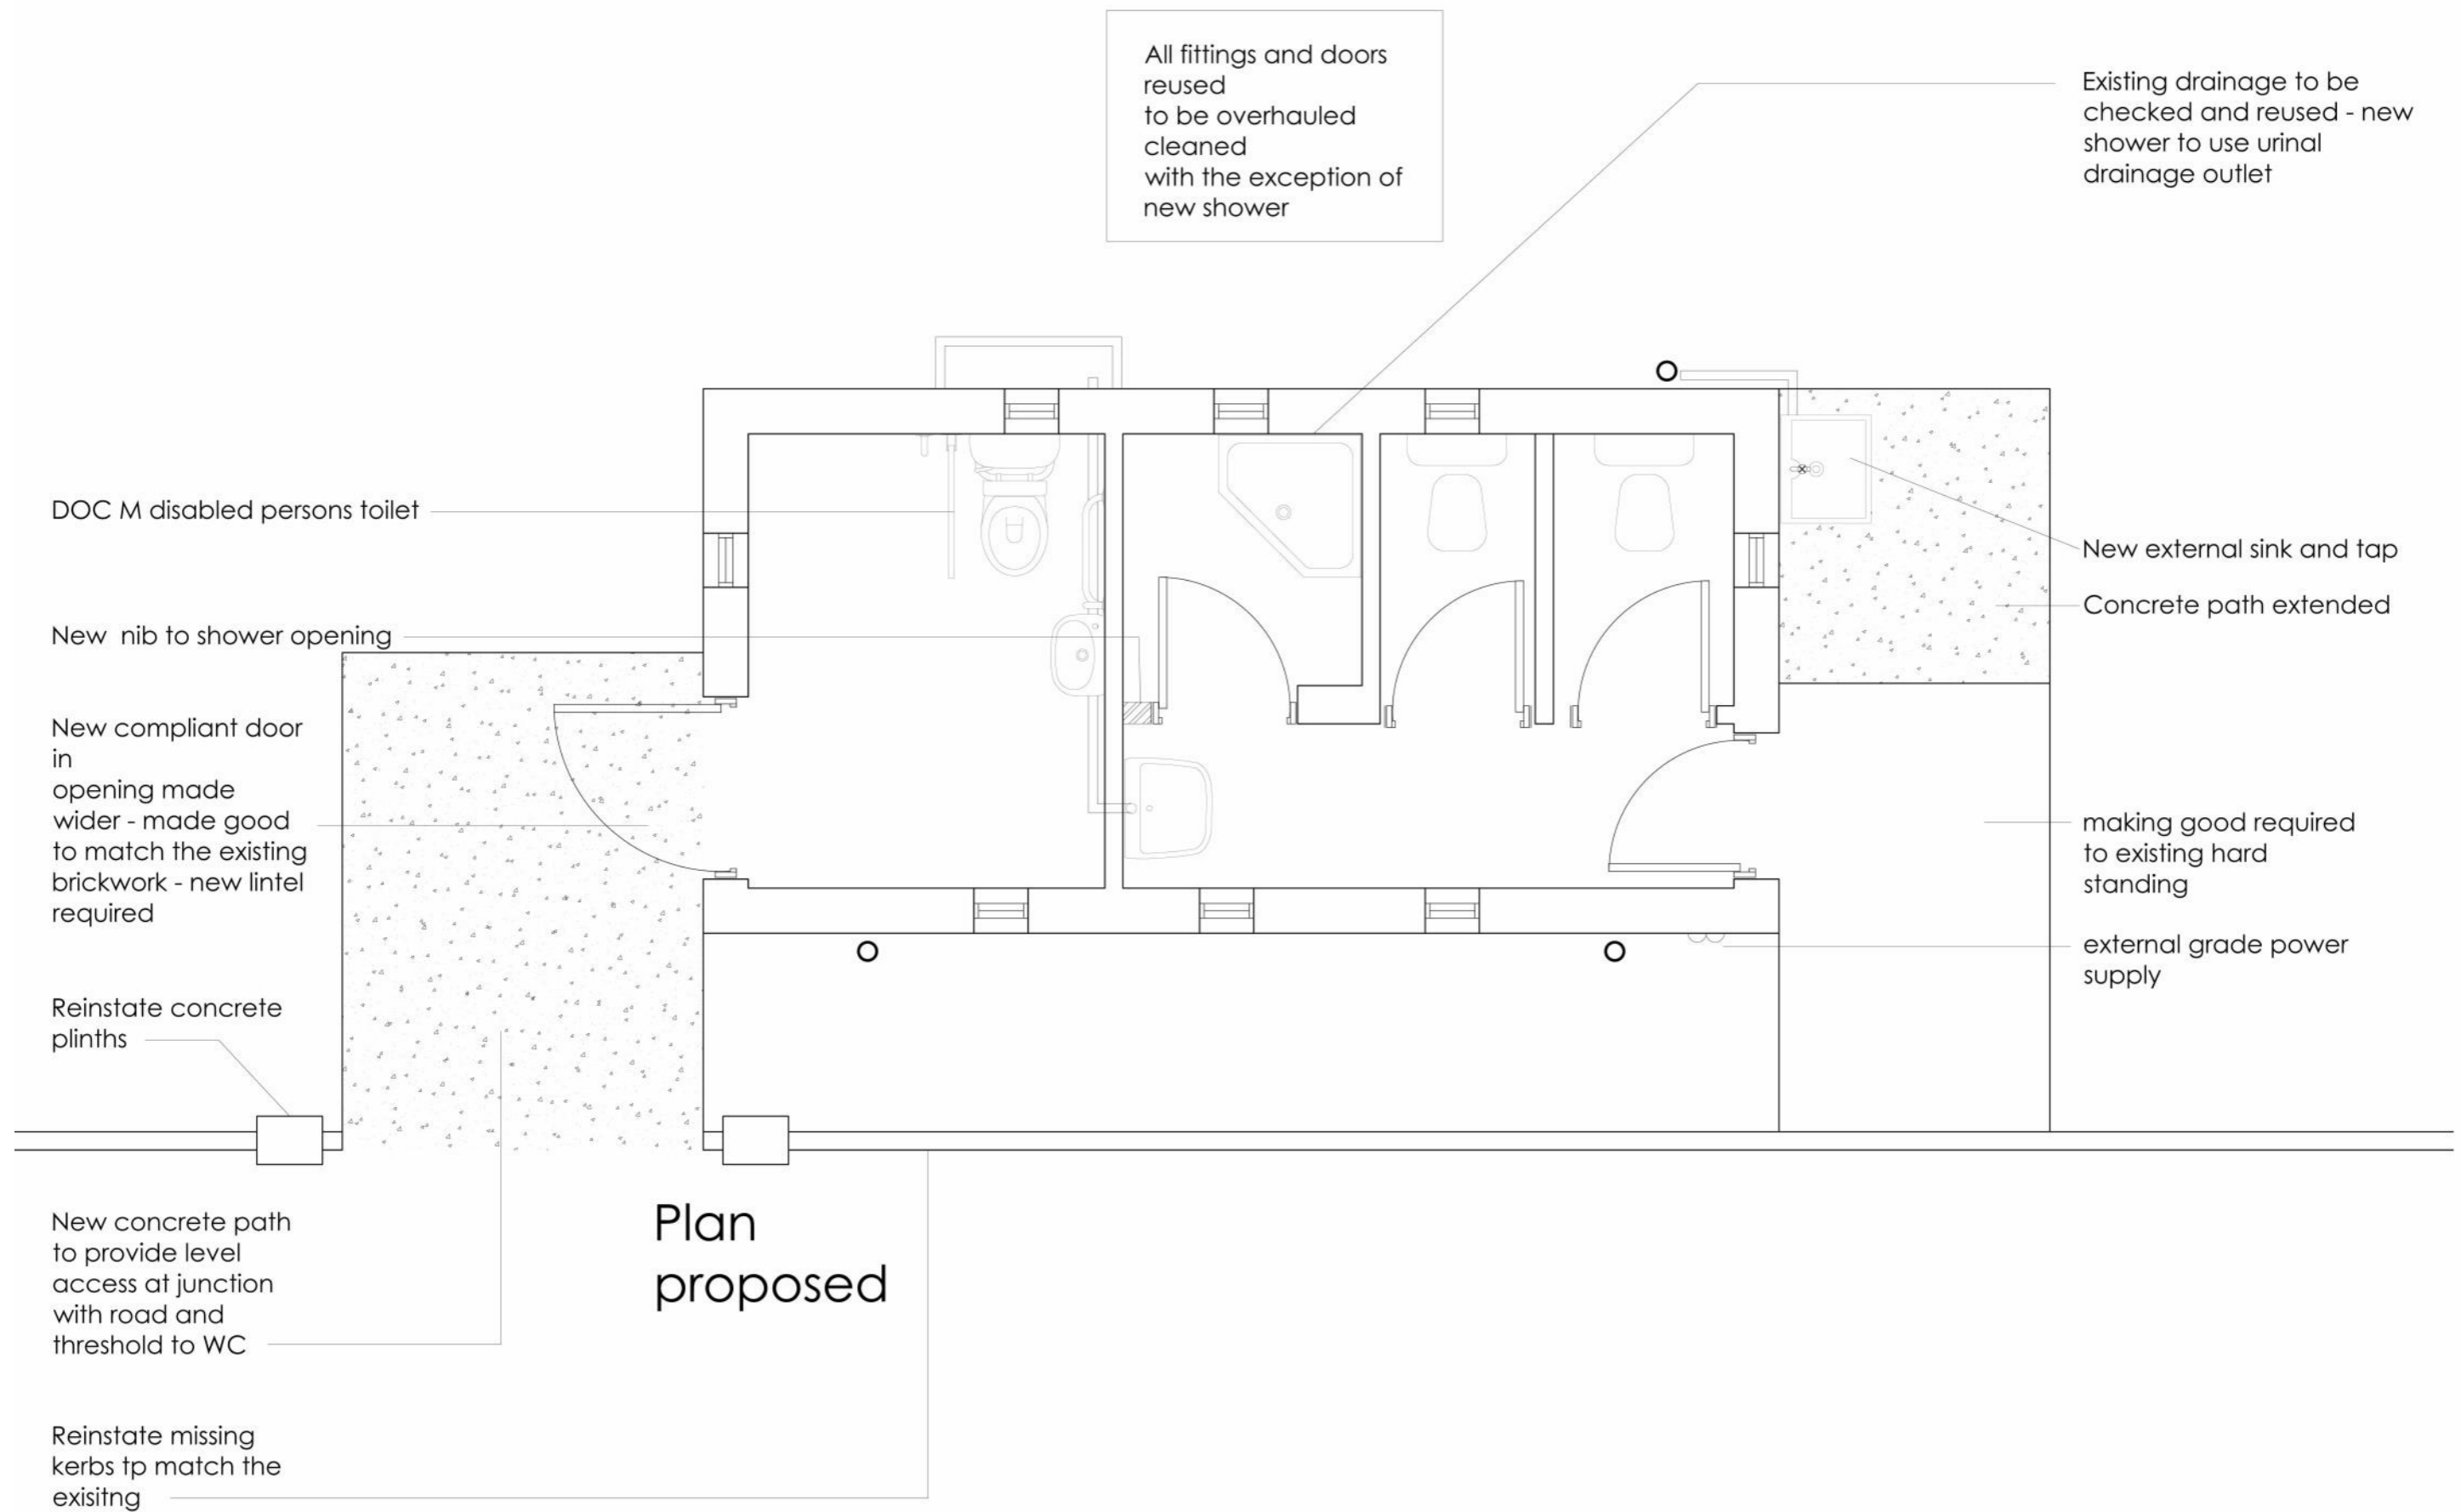 All fittings and doors
reused
to be overhauled
cleaned
with the exception of
new shower
Existing drainage to be
checked and reused - new
shower to use urinal
drainage outlet
DOC M disabled persons toilet
New nib to shower opening
New compliant door
in
opening made
wider - made good
to match the existing
brickwork - new lintel
required
Reinstate concrete
plinths
New concrete path
to provide level
access at junction
with road and
threshold to WC
Reinstate missing
kerbs tp match the
exisitng
Plan
proposed
New external sink and tap
Concrete path extended
making good required
to existing hard
standing
external grade power
supply